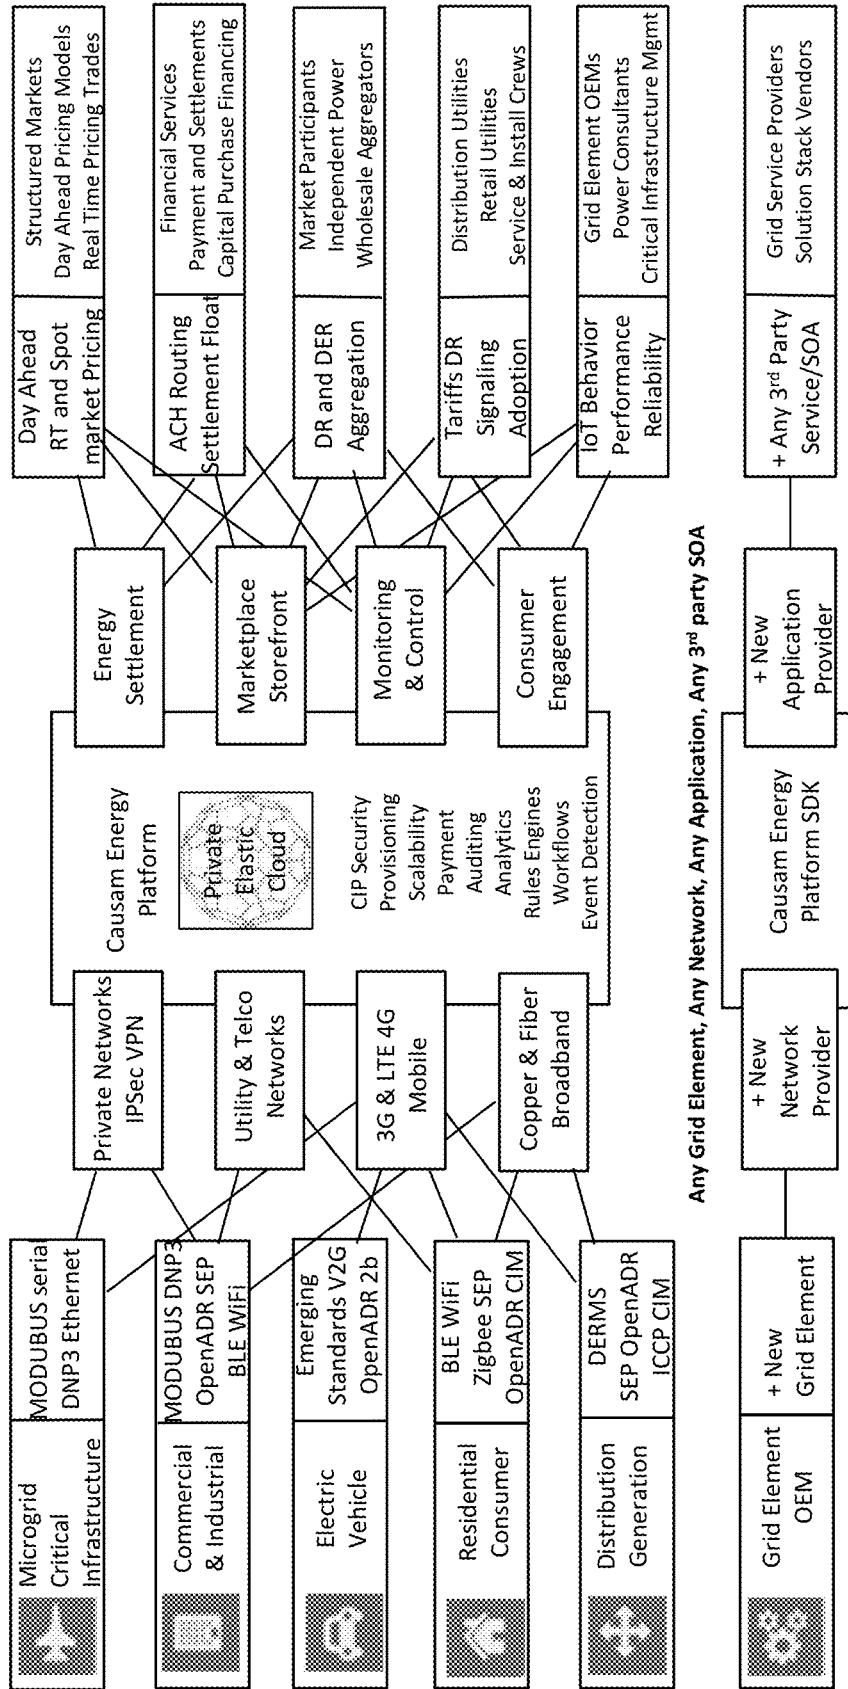 Microgrid
Critical
Infrastructure
MODUBUS serial
DNP3 Ethernet
Commercial
& Industrial
MODUBUS DNP3
OpenADR SEP
BLE WiFi
Electric
Vehicle
Emerging
Standards V2G
OpenADR 2b
Residential
Consumer
BLE WiFi
Zigbee SEP
OpenADR CIM
Distribution
Generation
DERMS
SEP OpenADR
ICCP CIM
Private Networks
IPSec VPN
Utility & Telco
Networks
3G & LTE 4G
Mobile
Copper & Fiber
Broadband
Causam Energy
Platform
Private
Elastic
Cloud
CIP Security
Provisioning
Scalability
Payment
Auditing
Analytics
Rules Engines
Workflows
Event Detection
Energy
Settlement
Marketplace
Storefront
Monitoring
& Control
Consumer
Engagement
Day Ahead
RT and Spot
market Pricing
Structured Markets
Day Ahead Pricing Models
Real Time Pricing Trades
ACH Routing
Settlement Float
Financial Services
Payment and Settlements
Capital Purchase Financing
DR and DER
Aggregation
Market Participants
Independent Power
Wholesale Aggregators
Tariffs DR
Signaling
Adoption
Distribution Utilities
Retail Utilities
Service & Install Crews
IoT Behavior
Performance
Reliability
Grid Element OEMs
Power Consultants
Critical Infrastructure Mgmt
Any Grid Element, Any Network, Any Application, Any 3rd party SOA
Grid Element
OEM
+ New
Grid Element
+ New
Network
Provider
Causam Energy
Platform SDK
+ New
Application
Provider
+ Any 3rd Party
Service/SOA
Grid Service Providers
Solution Stack Vendors